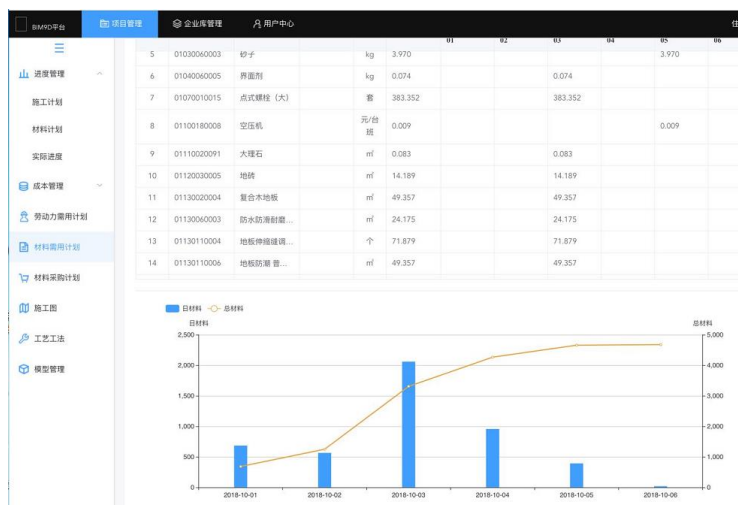 BIM9D平台 项目管理 企业库管理 用户中心
进度管理
施工计划
材料计划
实际进度
成本管理
劳动力需用计划
材料需用计划
材料采购计划
施工图
工艺工法
模型管理
01 02 03 04 05 06
5 01030060003 砂子 kg 3.970 3.970
6 01040060005 界面剂 kg 0.074 0.074
7 01070010015 点式螺栓（大） 套 383.352 383.352
8 01100180008 空压机 元/台班 0.009 0.009
9 01110020091 大理石 ㎡ 0.083 0.083
10 01120030005 地砖 ㎡ 14.189 14.189
11 01130020004 复合木地板 ㎡ 49.357 49.357
12 01130060003 防水防滑耐磨... ㎡ 24.175 24.175
13 01130110004 地板伸缩缝调... 个 71.879 71.879
14 01130110006 地板防潮 普... ㎡ 49.357 49.357
日材料 总材料
日材料 总材料
2,500 5,000
2,000 4,000
1,500 3,000
1,000 2,000
500 1,000
0 0
2018-10-01 2018-10-02 2018-10-03 2018-10-04 2018-10-05 2018-10-06